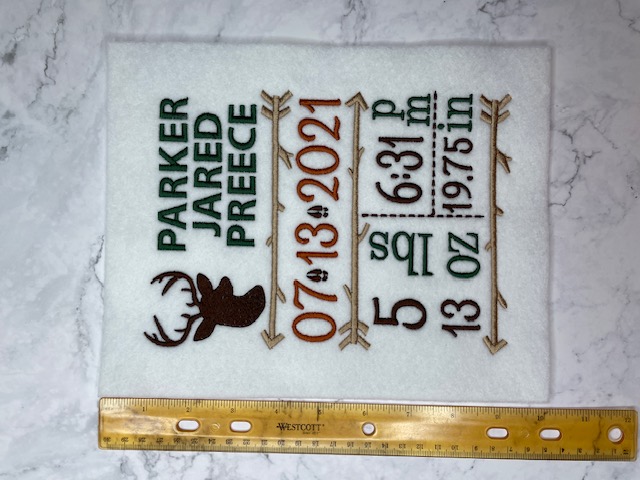 PARKER
JARED
PREECE
07·13·2021
5 lbs 6:31 pm
13 oz 19.75 in
WESTCOTT